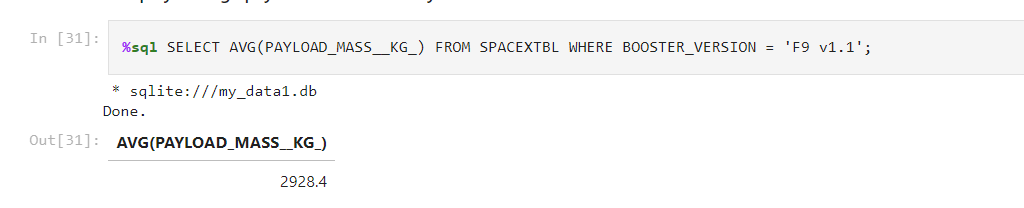 In [31]: %sql SELECT AVG(PAYLOAD_MASS__KG_) FROM SPACEXTBL WHERE BOOSTER_VERSION = 'F9 v1.1';
* sqlite:///my_data1.db
Done.
Out[31]: AVG(PAYLOAD_MASS__KG_)
2928.4